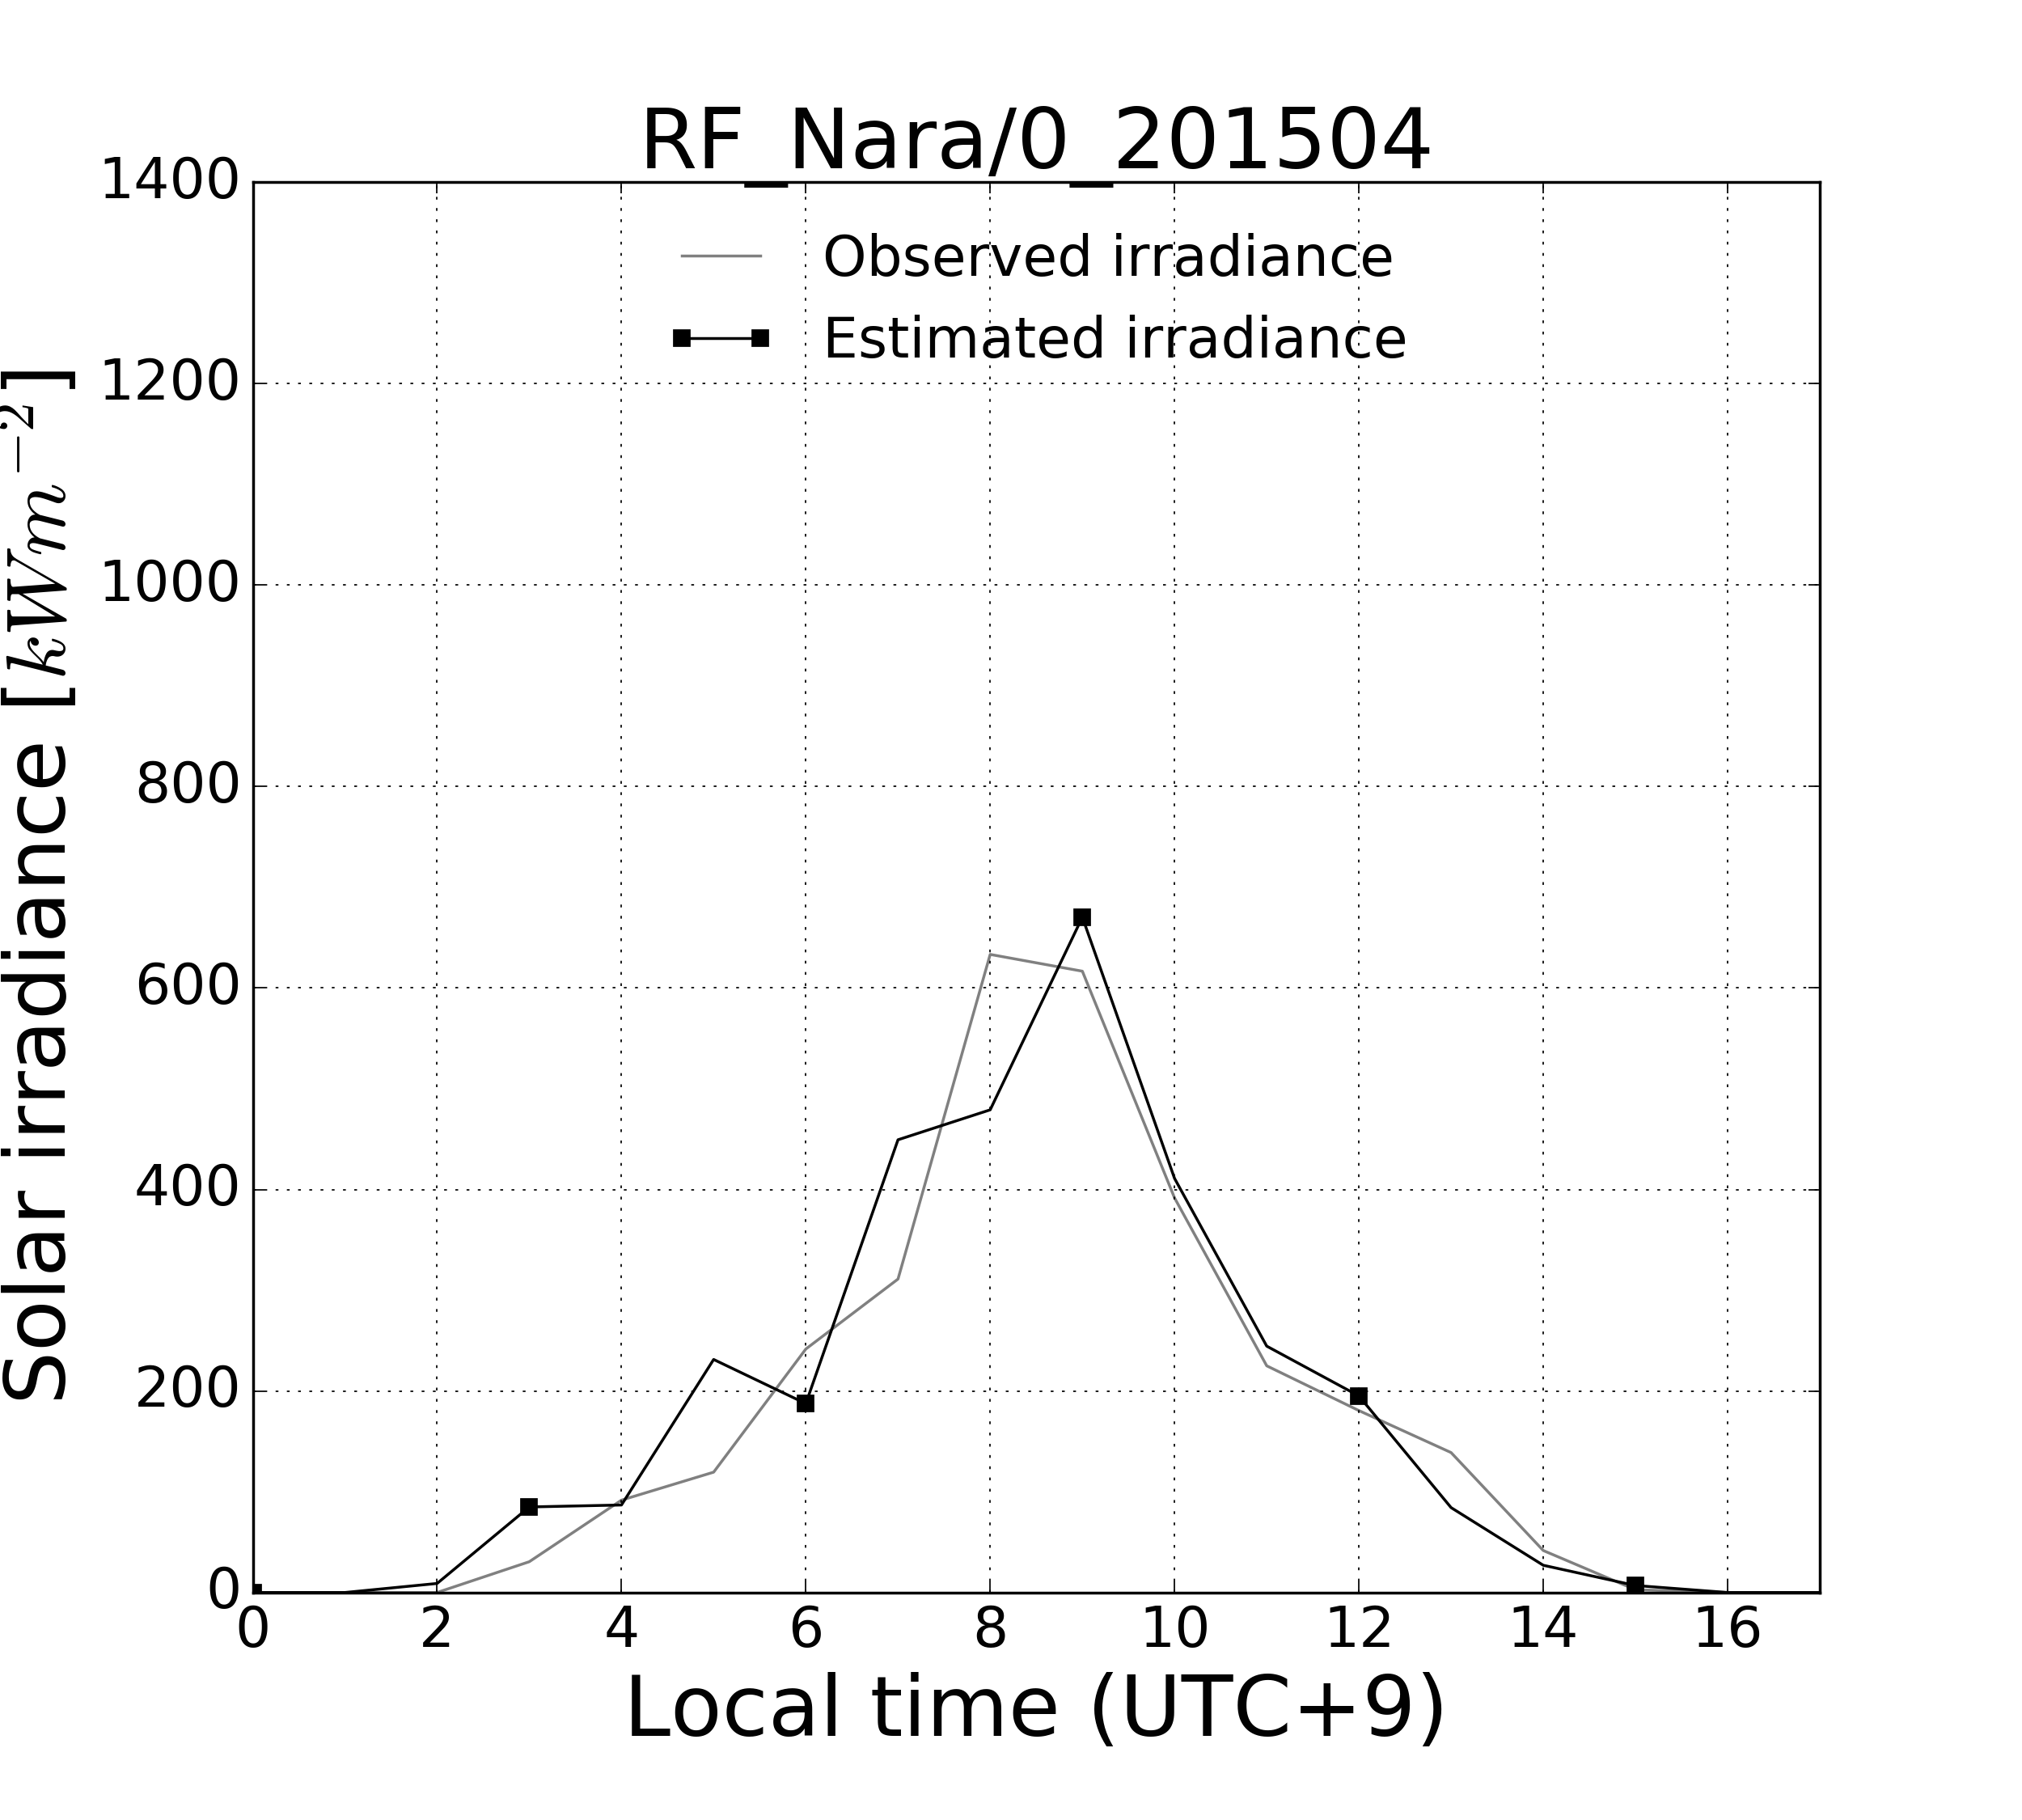 RF_Nara/0_201504
Observed irradiance
Estimated irradiance
Solar irradiance [kWm⁻²]
1400
1200
1000
800
600
400
200
0
0 2 4 6 8 10 12 14 16
Local time (UTC+9)